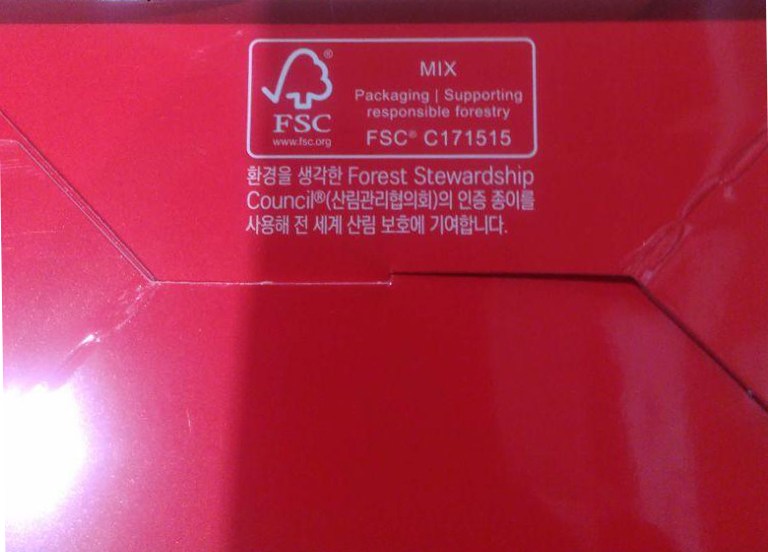 MIX
Packaging | Supporting
responsible forestry
FSC® C171515
®
FSC
www.fsc.org
환경을 생각한 Forest Stewardship
Council®(산림관리협의회)의 인증 종이를
사용해 전 세계 산림 보호에 기여합니다.